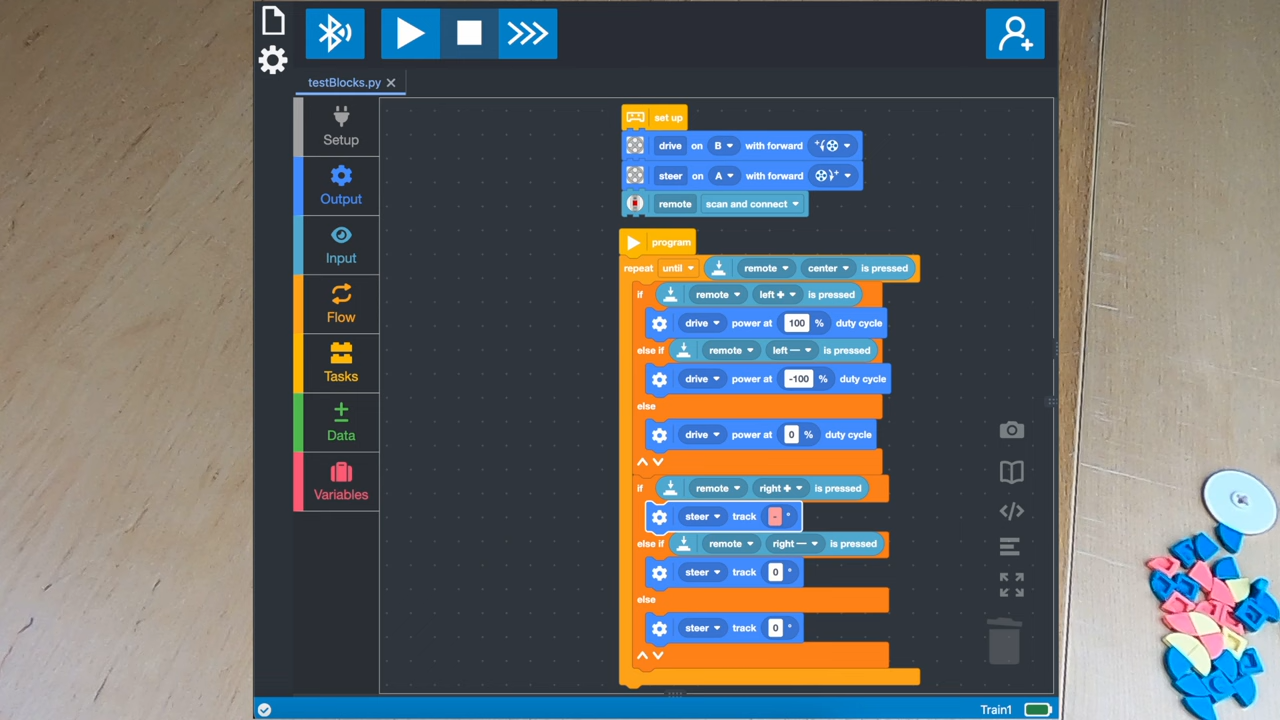 testBlocks.py
Setup
Output
Input
Flow
Tasks
Data
Variables
set up
drive on B with forward
steer on A with forward
remote scan and connect
program
repeat until remote center is pressed
if remote left + is pressed
drive power at 100 % duty cycle
else if remote left — is pressed
drive power at -100 % duty cycle
else
drive power at 0 % duty cycle
if remote right + is pressed
steer track - °
else if remote right — is pressed
steer track 0 °
else
steer track 0 °
Train1